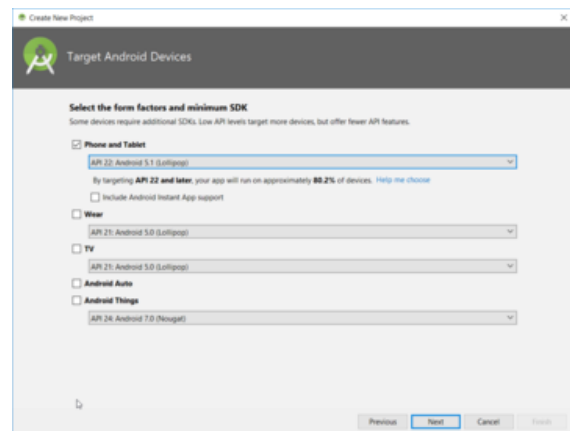 Create New Project
Target Android Devices
Select the form factors and minimum SDK
Some devices require additional SDKs. Low API levels target more devices, but offer fewer API features.
Phone and Tablet
API 22: Android 5.1 (Lollipop)
By targeting API 22 and later, your app will run on approximately 80.2% of devices. Help me choose
Include Android Instant App support
Wear
API 21: Android 5.0 (Lollipop)
TV
API 21: Android 5.0 (Lollipop)
Android Auto
Android Things
API 24: Android 7.0 (Nougat)
Previous Next Cancel Finish